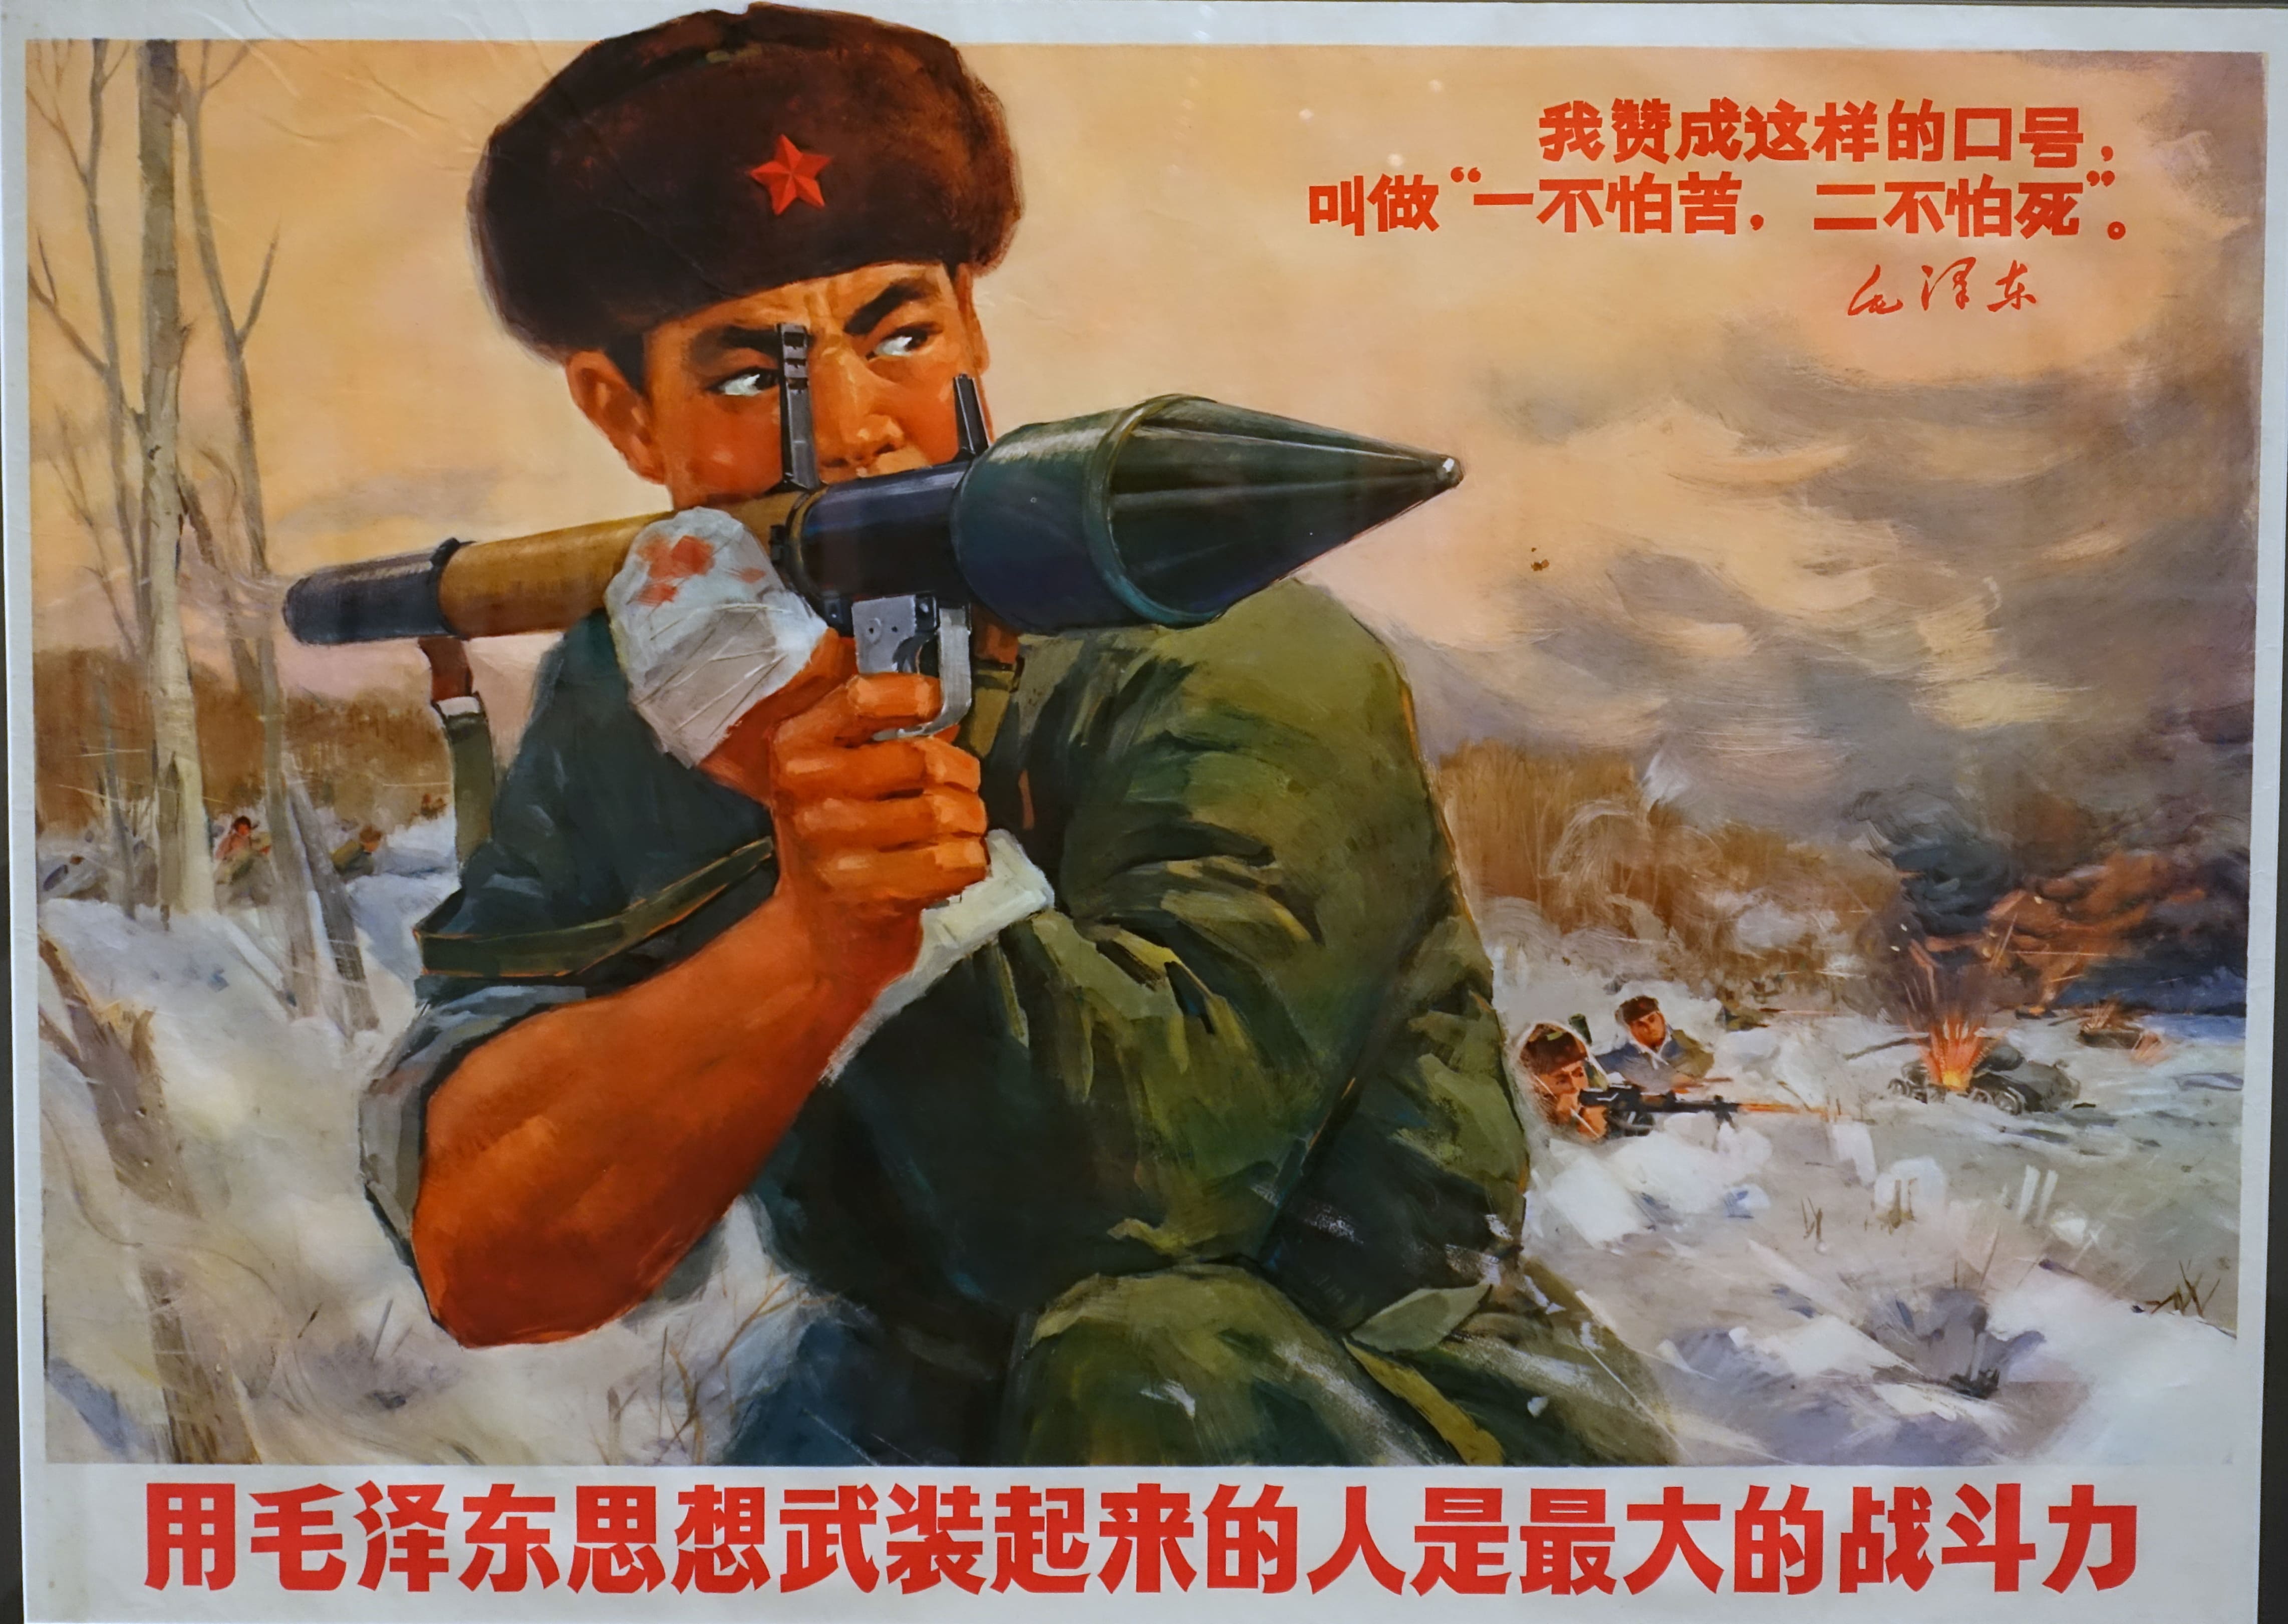 我赞成这样的口号，
叫做“一不怕苦，二不怕死”。
毛泽东
用毛泽东思想武装起来的人是最大的战斗力